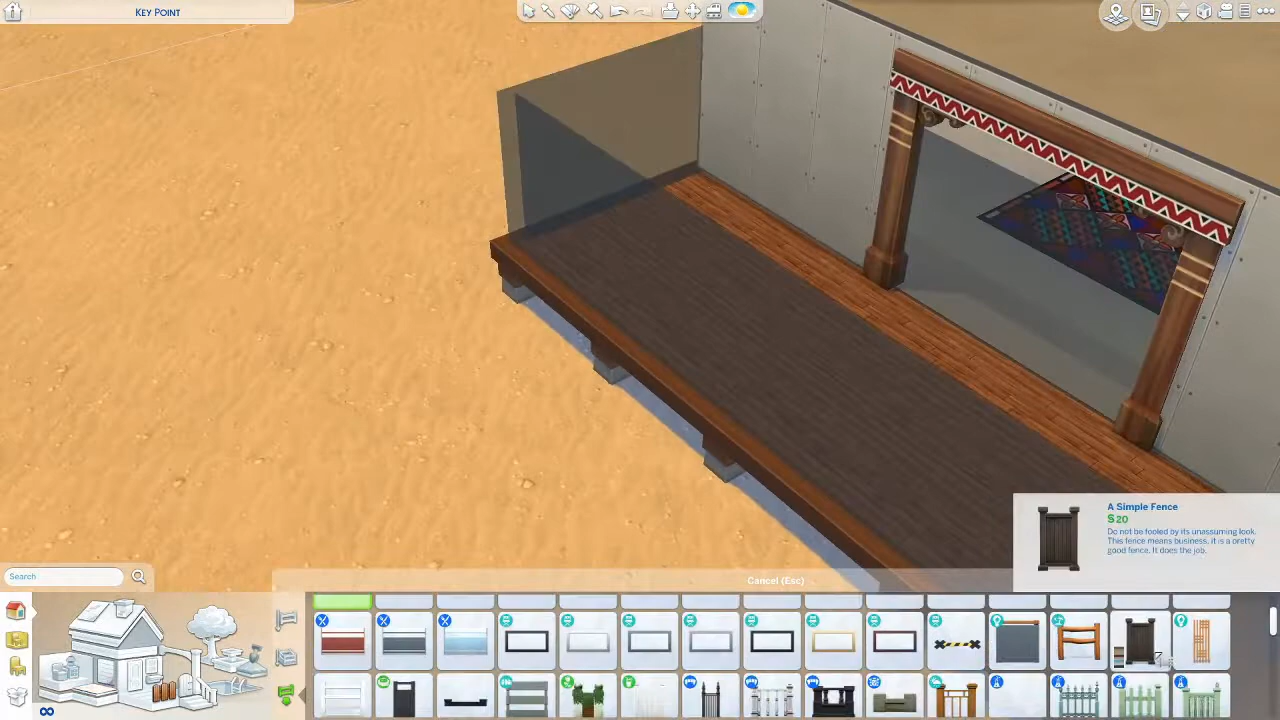 Key Point
A Simple Fence
§20
Do not be fooled by its unassuming look.
This fence means business, it is a pretty
good fence. It does the job.
Cancel (Esc)
Search